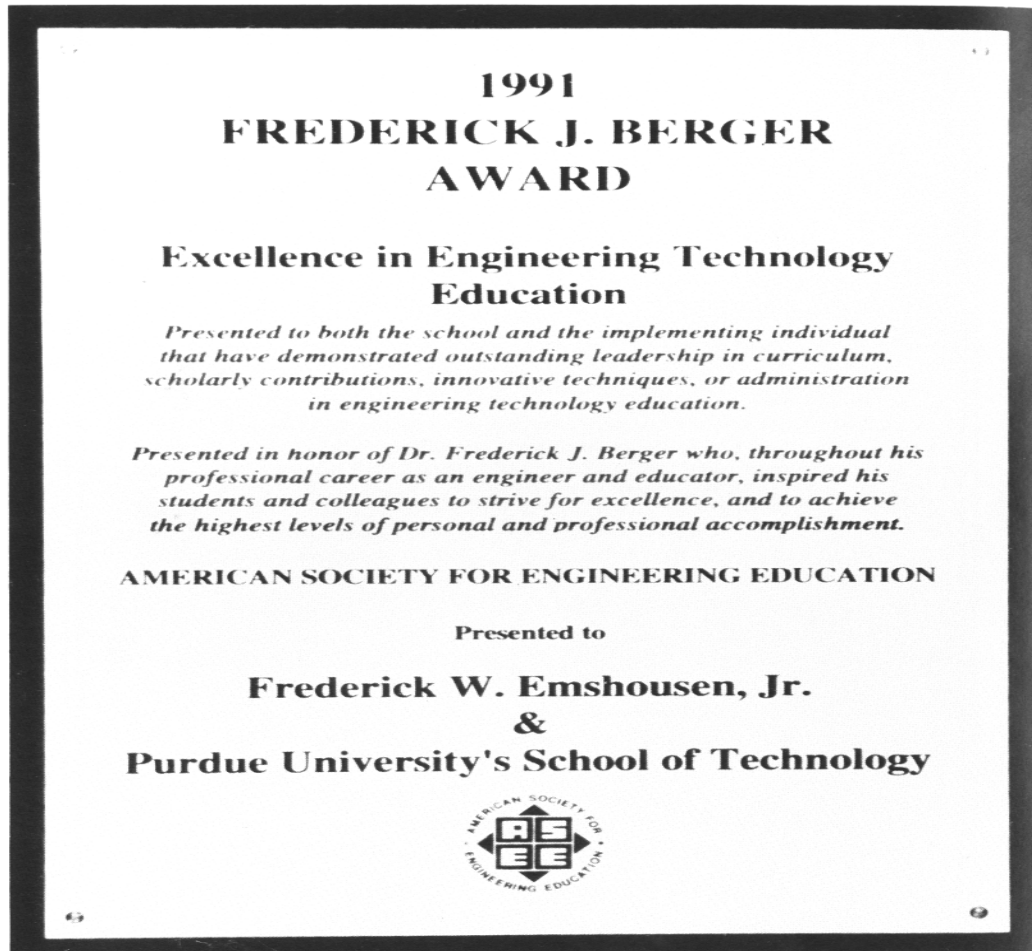 1991
FREDERICK J. BERGER
AWARD
Excellence in Engineering Technology
Education
Presented to both the school and the implementing individual
that have demonstrated outstanding leadership in curriculum,
scholarly contributions, innovative techniques, or administration
in engineering technology education.
Presented in honor of Dr. Frederick J. Berger who, throughout his
professional career as an engineer and educator, inspired his
students and colleagues to strive for excellence, and to achieve
the highest levels of personal and professional accomplishment.
AMERICAN SOCIETY FOR ENGINEERING EDUCATION
Presented to
Frederick W. Emshousen, Jr.
&
Purdue University's School of Technology
AMERICAN SOCIETY FOR
AS
EE
ENGINEERING EDUCATION